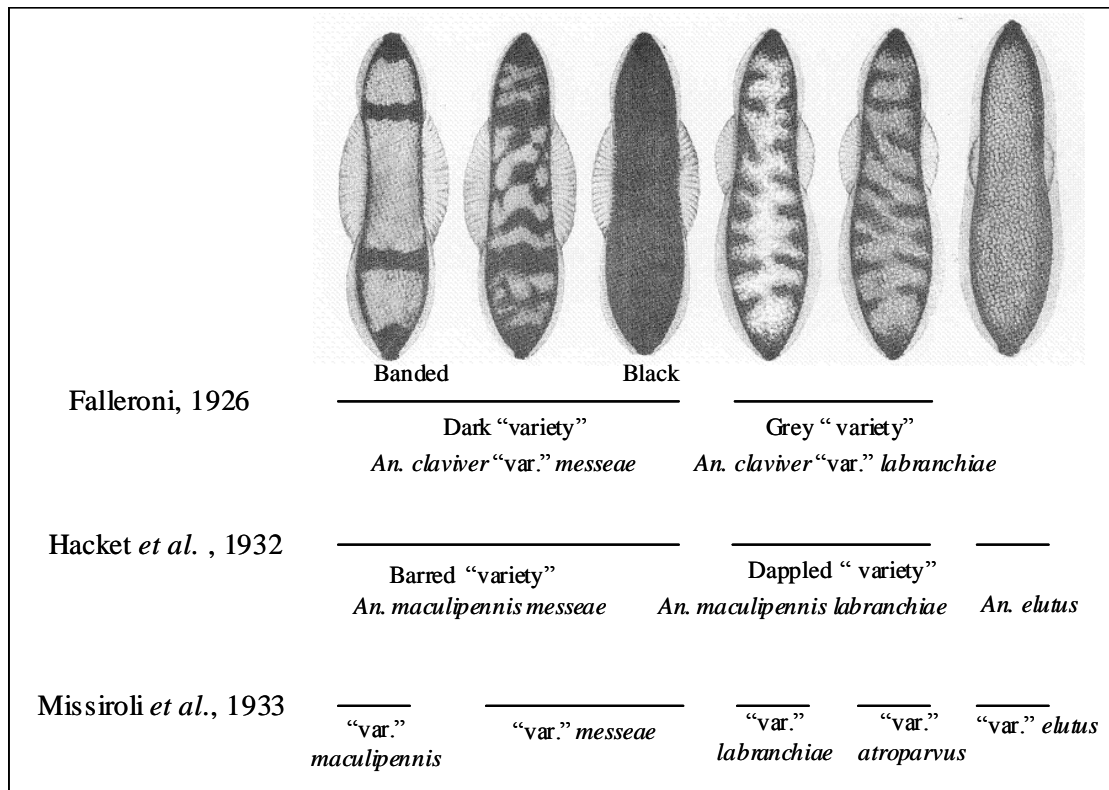 Banded Black
Falleroni, 1926
Dark “variety” Grey “ variety”
An. claviver “var.” messeae An. claviver “var.” labranchiae
Hacket et al. , 1932
Barred “variety” Dappled “ variety”
An. maculipennis messeae An. maculipennis labranchiae An. elutus
Missiroli et al., 1933
“var.” “var.” messeae “var.” “var.” “var.” elutus
maculipennis labranchiae atroparvus